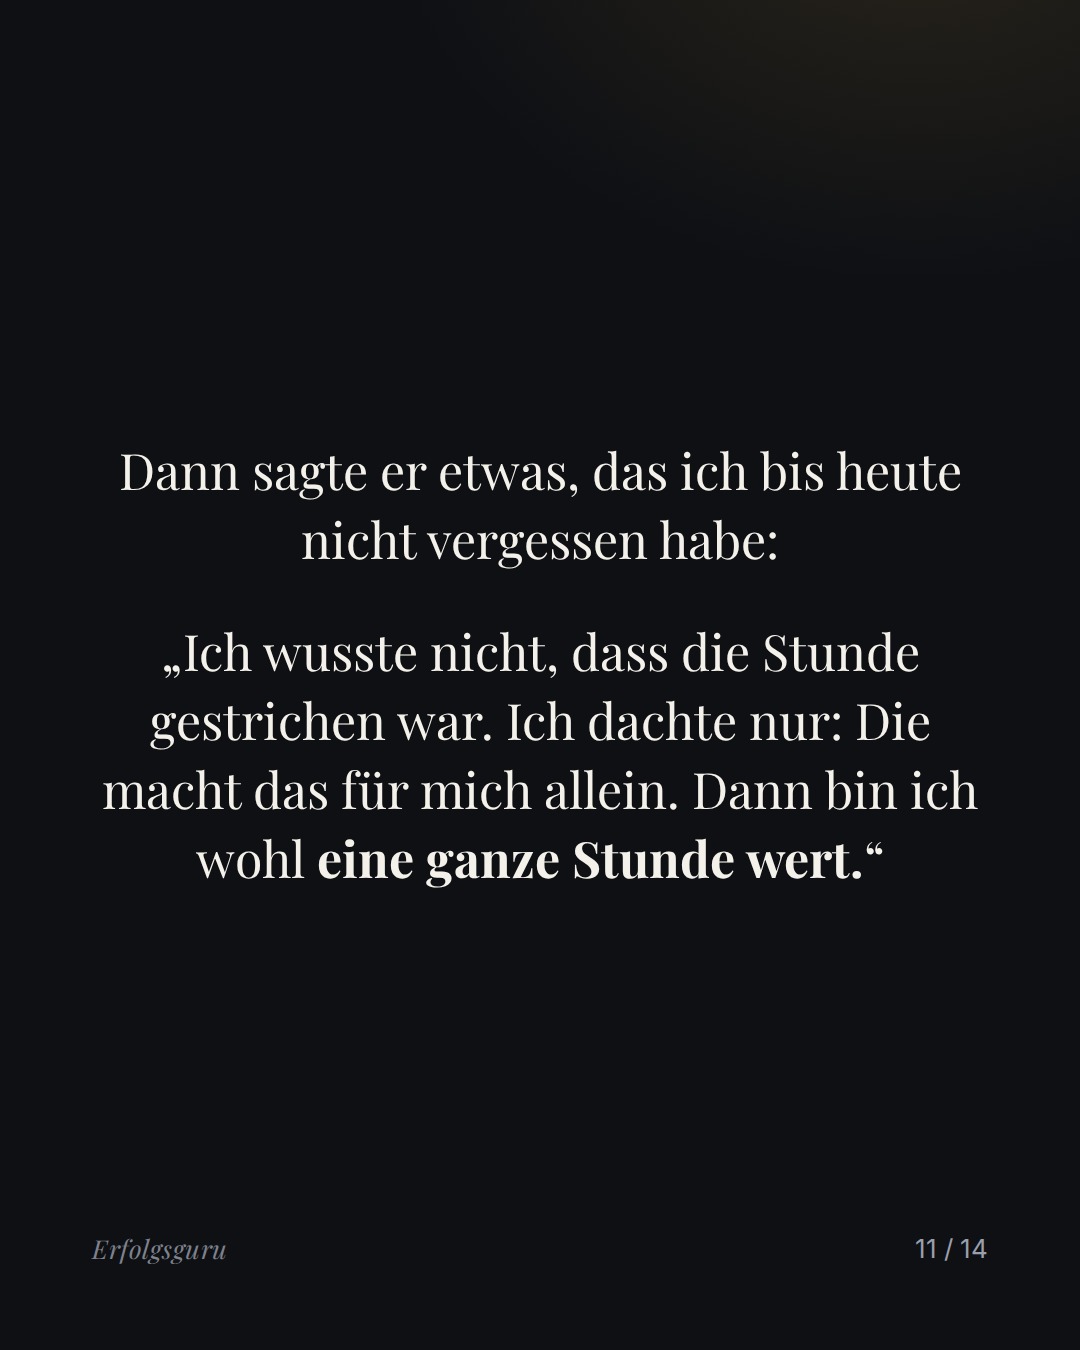 Dann sagte er etwas, das ich bis heute
nicht vergessen habe:
„Ich wusste nicht, dass die Stunde
gestrichen war. Ich dachte nur: Die
macht das für mich allein. Dann bin ich
wohl eine ganze Stunde wert.“
Erfolgsguru
11 / 14